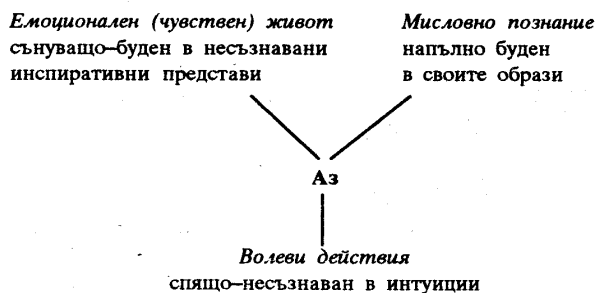 Емоционален (чувствен) живот
сънуващо–буден в несъзнавани
инспиративни представи
Мисловно познание
напълно буден
в своите образи
Аз
Волеви действия
спящо–несъзнаван в интуиции